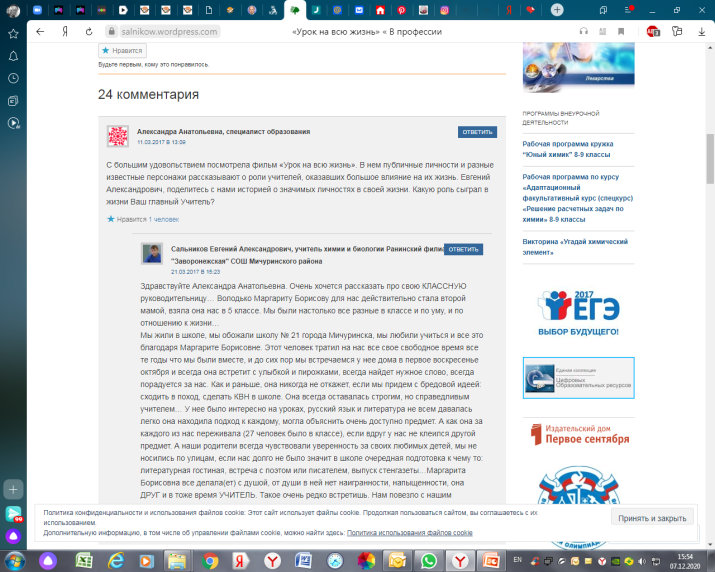 salnikow.wordpress.com
«Урок на всю жизнь» « В профессии
Нравится
Будьте первым, кому это понравилось.
24 комментария
Александра Анатольевна, специалист образования
11.03.2017 В 13:09
ОТВЕТИТЬ
С большим удовольствием посмотрела фильм «Урок на всю жизнь». В нем публичные личности и разные
известные персонажи рассказывают о роли учителей, оказавших большое влияние на их жизнь. Евгений
Александрович, поделитесь с нами историей о значимых личностях в своей жизни. Какую роль сыграл в
жизни Ваш главный Учитель?
Нравится 1 человек
Сальников Евгений Александрович, учитель химии и биологии Ранинский фили
"Заворонежская" СОШ Мичуринского района
21.03.2017 В 15:23
ОТВЕТИТЬ
Здравствуйте Александра Анатольевна. Очень хочется рассказать про свою КЛАССНУЮ
руководительницу… Володько Маргариту Борисову для нас действительно стала второй
мамой, взяла она нас в 5 классе. Мы были настолько все разные в классе и по уму, и по
отношению к жизни…
Мы жили в школе, мы обожали школу № 21 города Мичуринска, мы любили учиться и все это
благодаря Маргарите Борисовне. Этот человек тратил на нас все свое свободное время все
те годы что мы были вместе, и до сих пор мы встречаемся у нее дома в первое воскресенье
октября и всегда она встретит с улыбкой и пирожками, всегда найдет нужное слово, всегда
порадуется за нас. Как и раньше, она никогда не откажет, если мы придем с бредовой идеей:
сходить в поход, сделать КВН в школе. Она всегда оставалась строгим, но справедливым
учителем… У нее было интересно на уроках, русский язык и литература не всем давалась
легко она находила подход к каждому, могла объяснить очень доступно предмет. А как она за
каждого из нас переживала (27 человек было в классе), если вдруг у нас не клеился другой
предмет. А наши родители всегда чувствовали уверенность за своих любимых детей, мы не
носились по улицам, если нас долго не было значит в школе очередная подготовка к чему то:
литературная гостиная, встреча с поэтом или писателем, выпуск стенгазеты…Маргарита
Борисовна все делала(ет) с душой, от души в ней нет наигранности, напыщенности, она
ДРУГ и в тоже время УЧИТЕЛЬ. Такое очень редко встретишь. Нам повезло с нашим
Лекарства
ПРОГРАММЫ ВНЕУРОЧНОЙ
ДЕЯТЕЛЬНОСТИ
Рабочая программа кружка
"Юный химик" 8-9 классы
Рабочая программа по курсу
«Адаптационный
факультативный курс (спецкурс)
«Решение расчетных задач по
химии» 8-9 классы
Викторина «Угадай химический
элемент»
2017
ЕГЭ
ВЫБОР БУДУЩЕГО!
Единая коллекция
Цифровых
Образовательных ресурсов
Издательский дом
1 Первое сентября
Политика конфиденциальности и использования файлов сookie: Этот сайт использует файлы cookie. Продолжая пользоваться сайтом, вы соглашаетесь с их
использованием.
Дополнительную информацию, в том числе об управлении файлами cookie, можно найти здесь: Политика использования файлов cookie
Принять и закрыть
99
EN
15:54
07.12.2020